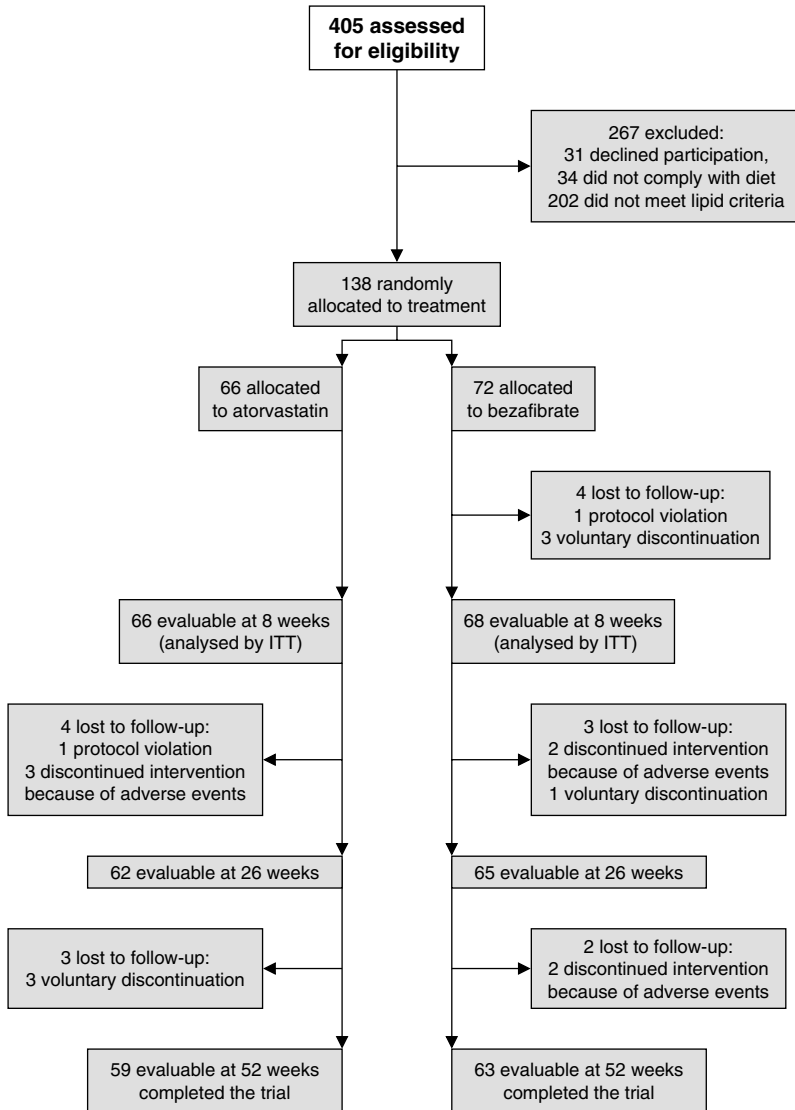 405 assessed
for eligibility
267 excluded:
31 declined participation,
34 did not comply with diet
202 did not meet lipid criteria
138 randomly
allocated to treatment
66 allocated
to atorvastatin
72 allocated
to bezafibrate
4 lost to follow-up:
1 protocol violation
3 voluntary discontinuation
66 evaluable at 8 weeks
(analysed by ITT)
68 evaluable at 8 weeks
(analysed by ITT)
4 lost to follow-up:
1 protocol violation
3 discontinued intervention
because of adverse events
3 lost to follow-up:
2 discontinued intervention
because of adverse events
1 voluntary discontinuation
62 evaluable at 26 weeks
65 evaluable at 26 weeks
3 lost to follow-up:
3 voluntary discontinuation
2 lost to follow-up:
2 discontinued intervention
because of adverse events
59 evaluable at 52 weeks
completed the trial
63 evaluable at 52 weeks
completed the trial